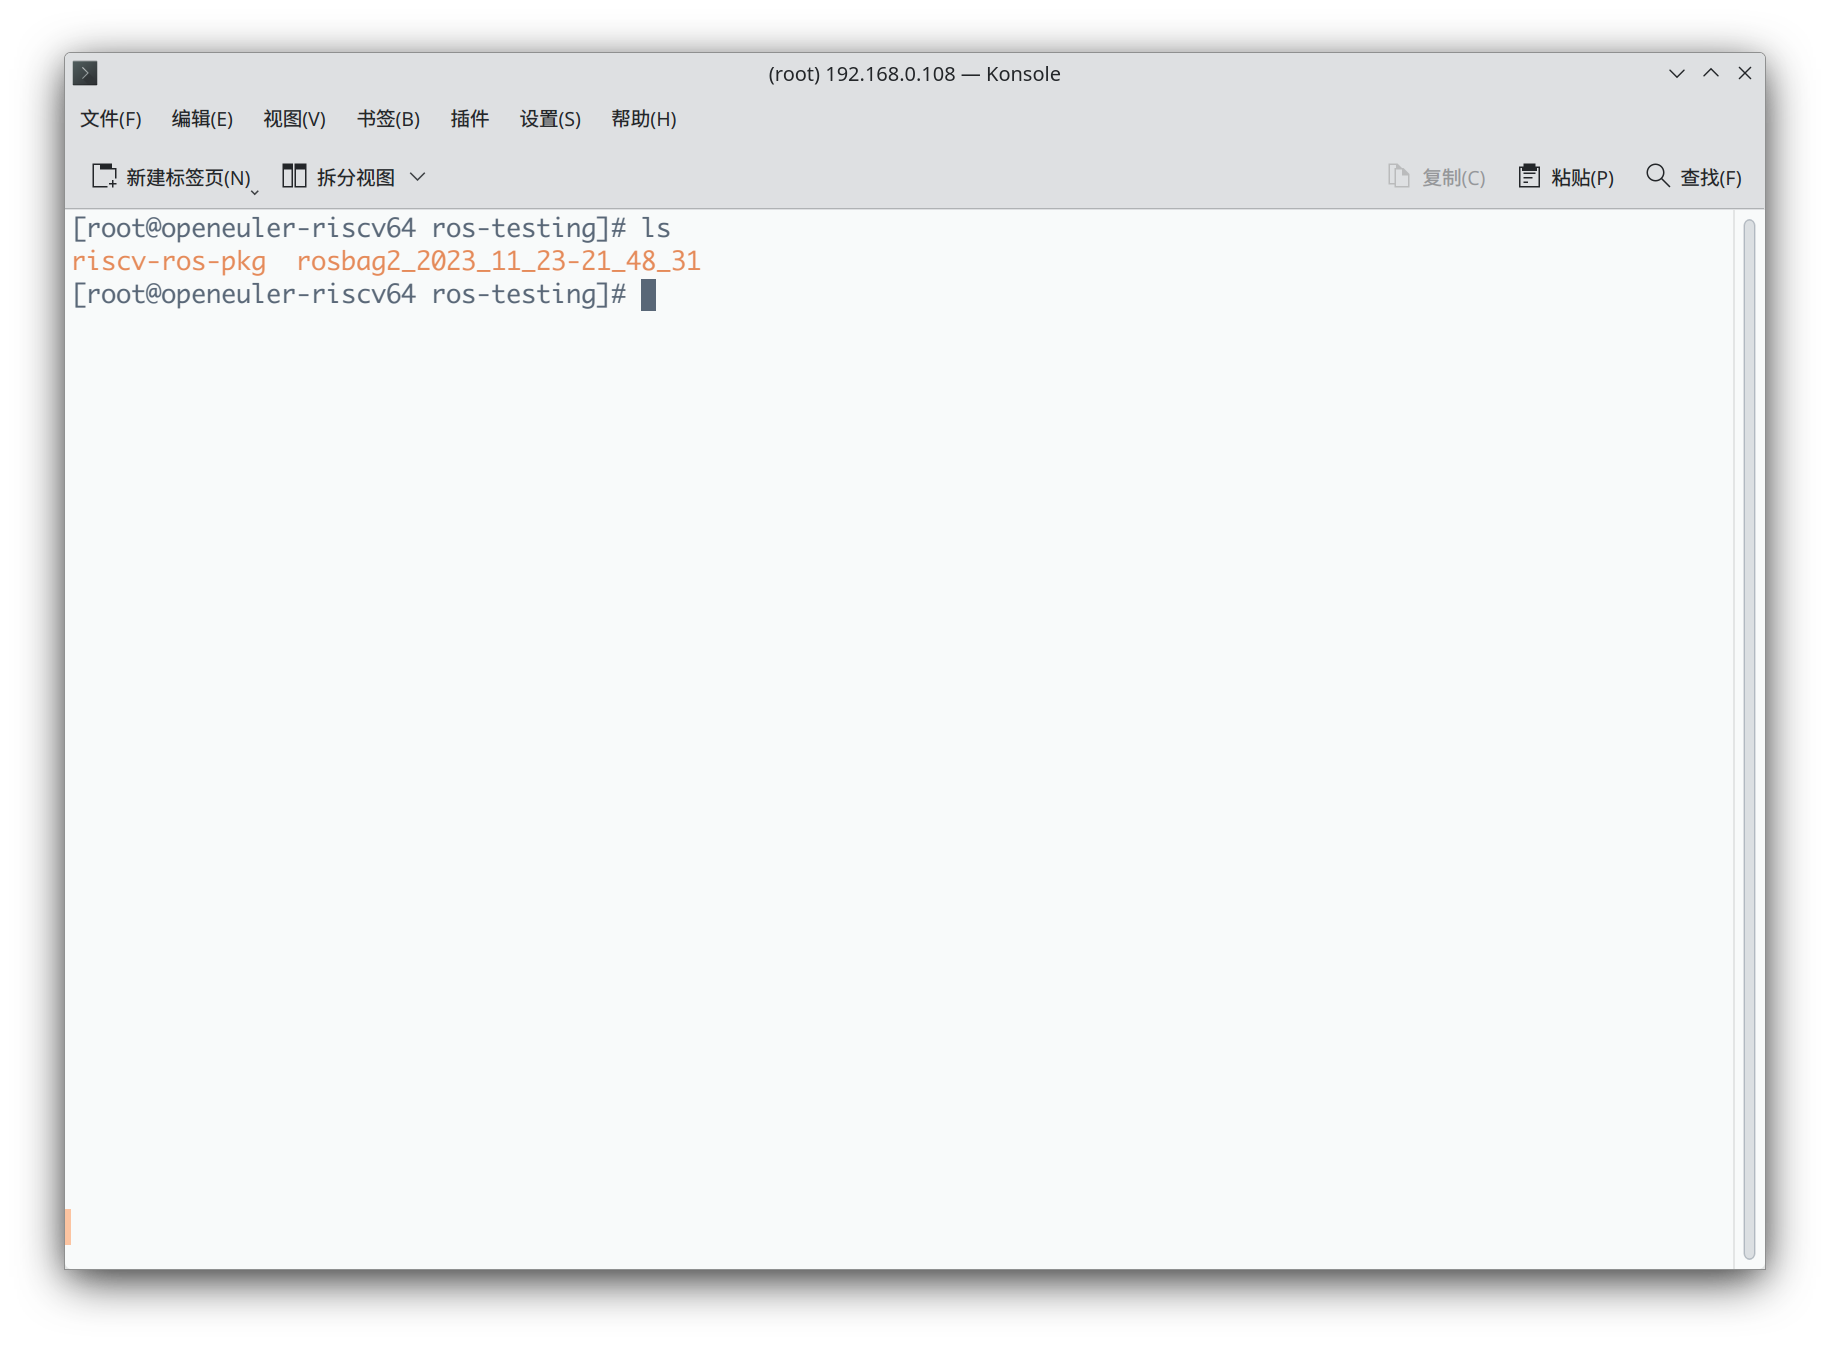 (root) 192.168.0.108 — Konsole
文件(F) 编辑(E) 视图(V) 书签(B) 插件 设置(S) 帮助(H)
新建标签页(N) 拆分视图 复制(C) 粘贴(P) 查找(F)
[root@openeuler-riscv64 ros-testing]# ls
riscv-ros-pkg  rosbag2_2023_11_23-21_48_31
[root@openeuler-riscv64 ros-testing]#